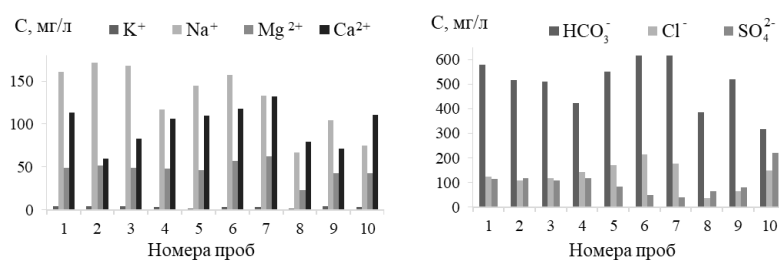 C, мг/л
K⁺ Na⁺ Mg²⁺ Ca²⁺
150
100
50
0
1 2 3 4 5 6 7 8 9 10
Номера проб
C, мг/л
HCO₃⁻ Cl⁻ SO₄²⁻
600
500
400
300
200
100
0
1 2 3 4 5 6 7 8 9 10
Номера проб